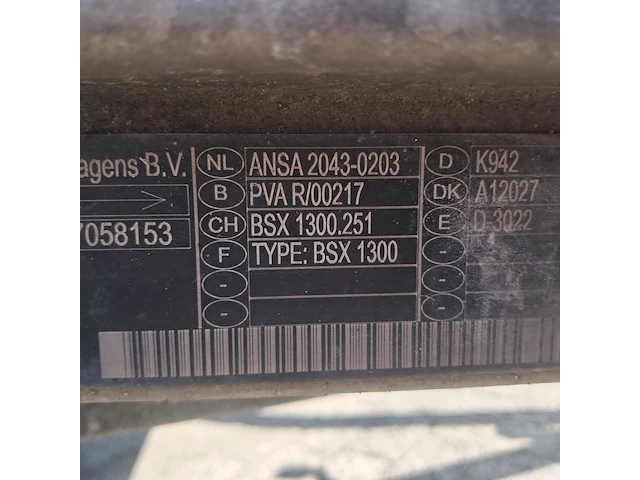 agens B.V. NL ANSA 2043-0203 D K942
B PVA R/00217 DK A12027
7058153 CH BSX 1300.251 E D-3022
F TYPE: BSX 1300 -
- -
- -